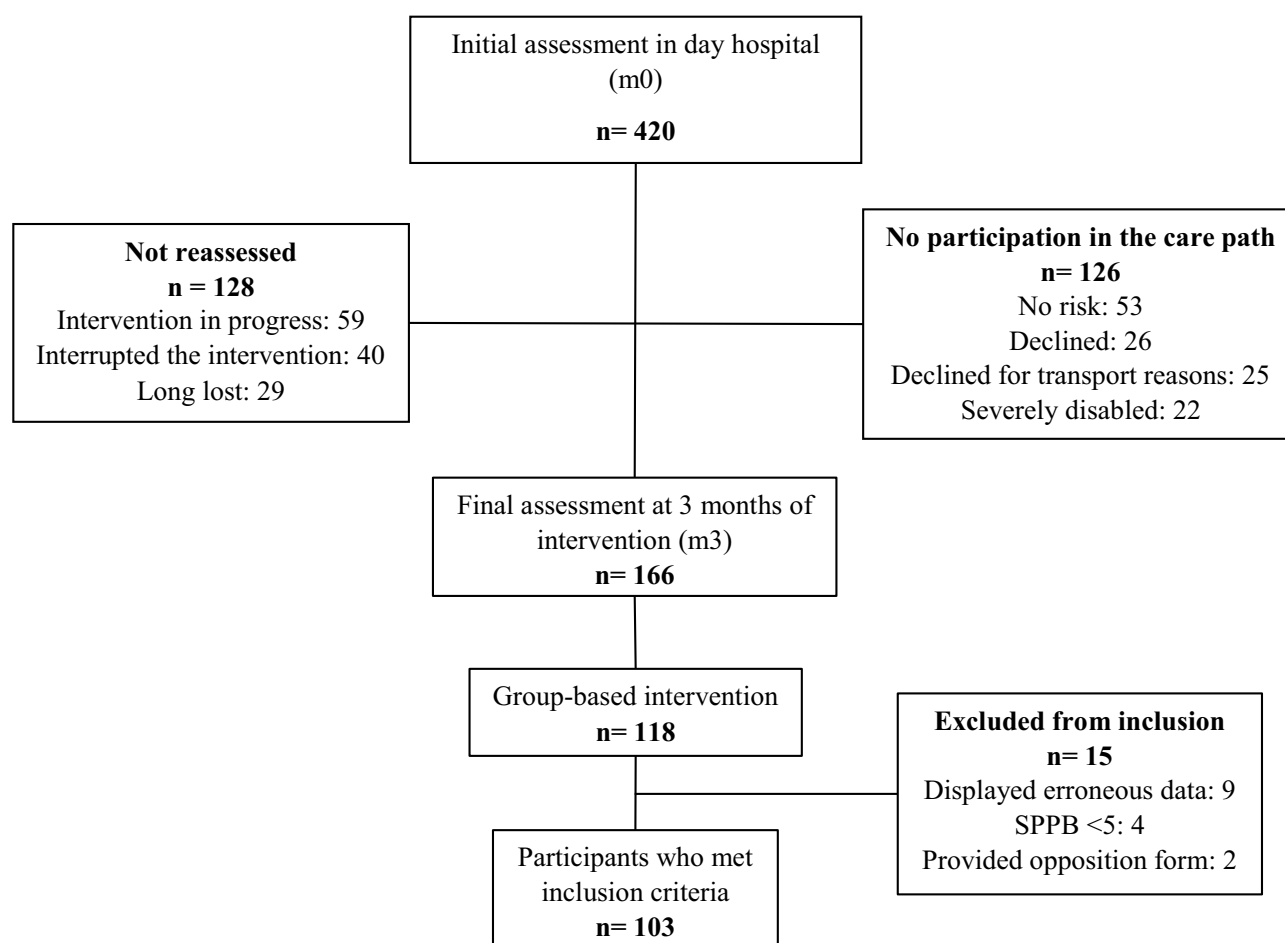 Initial assessment in day hospital
(m0)
n= 420
Not reassessed
n = 128
Intervention in progress: 59
Interrupted the intervention: 40
Long lost: 29
No participation in the care path
n= 126
No risk: 53
Declined: 26
Declined for transport reasons: 25
Severely disabled: 22
Final assessment at 3 months of
intervention (m3)
n= 166
Group-based intervention
n= 118
Excluded from inclusion
n= 15
Displayed erroneous data: 9
SPPB <5: 4
Provided opposition form: 2
Participants who met
inclusion criteria
n= 103